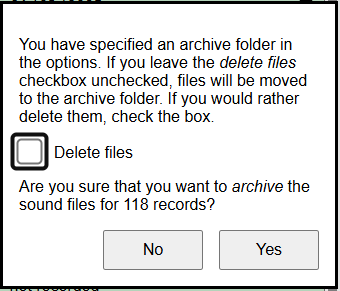 You have specified an archive folder in
the options. If you leave the delete files
checkbox unchecked, files will be moved
to the archive folder. If you would rather
delete them, check the box.
Delete files
Are you sure that you want to archive the
sound files for 118 records?
No
Yes